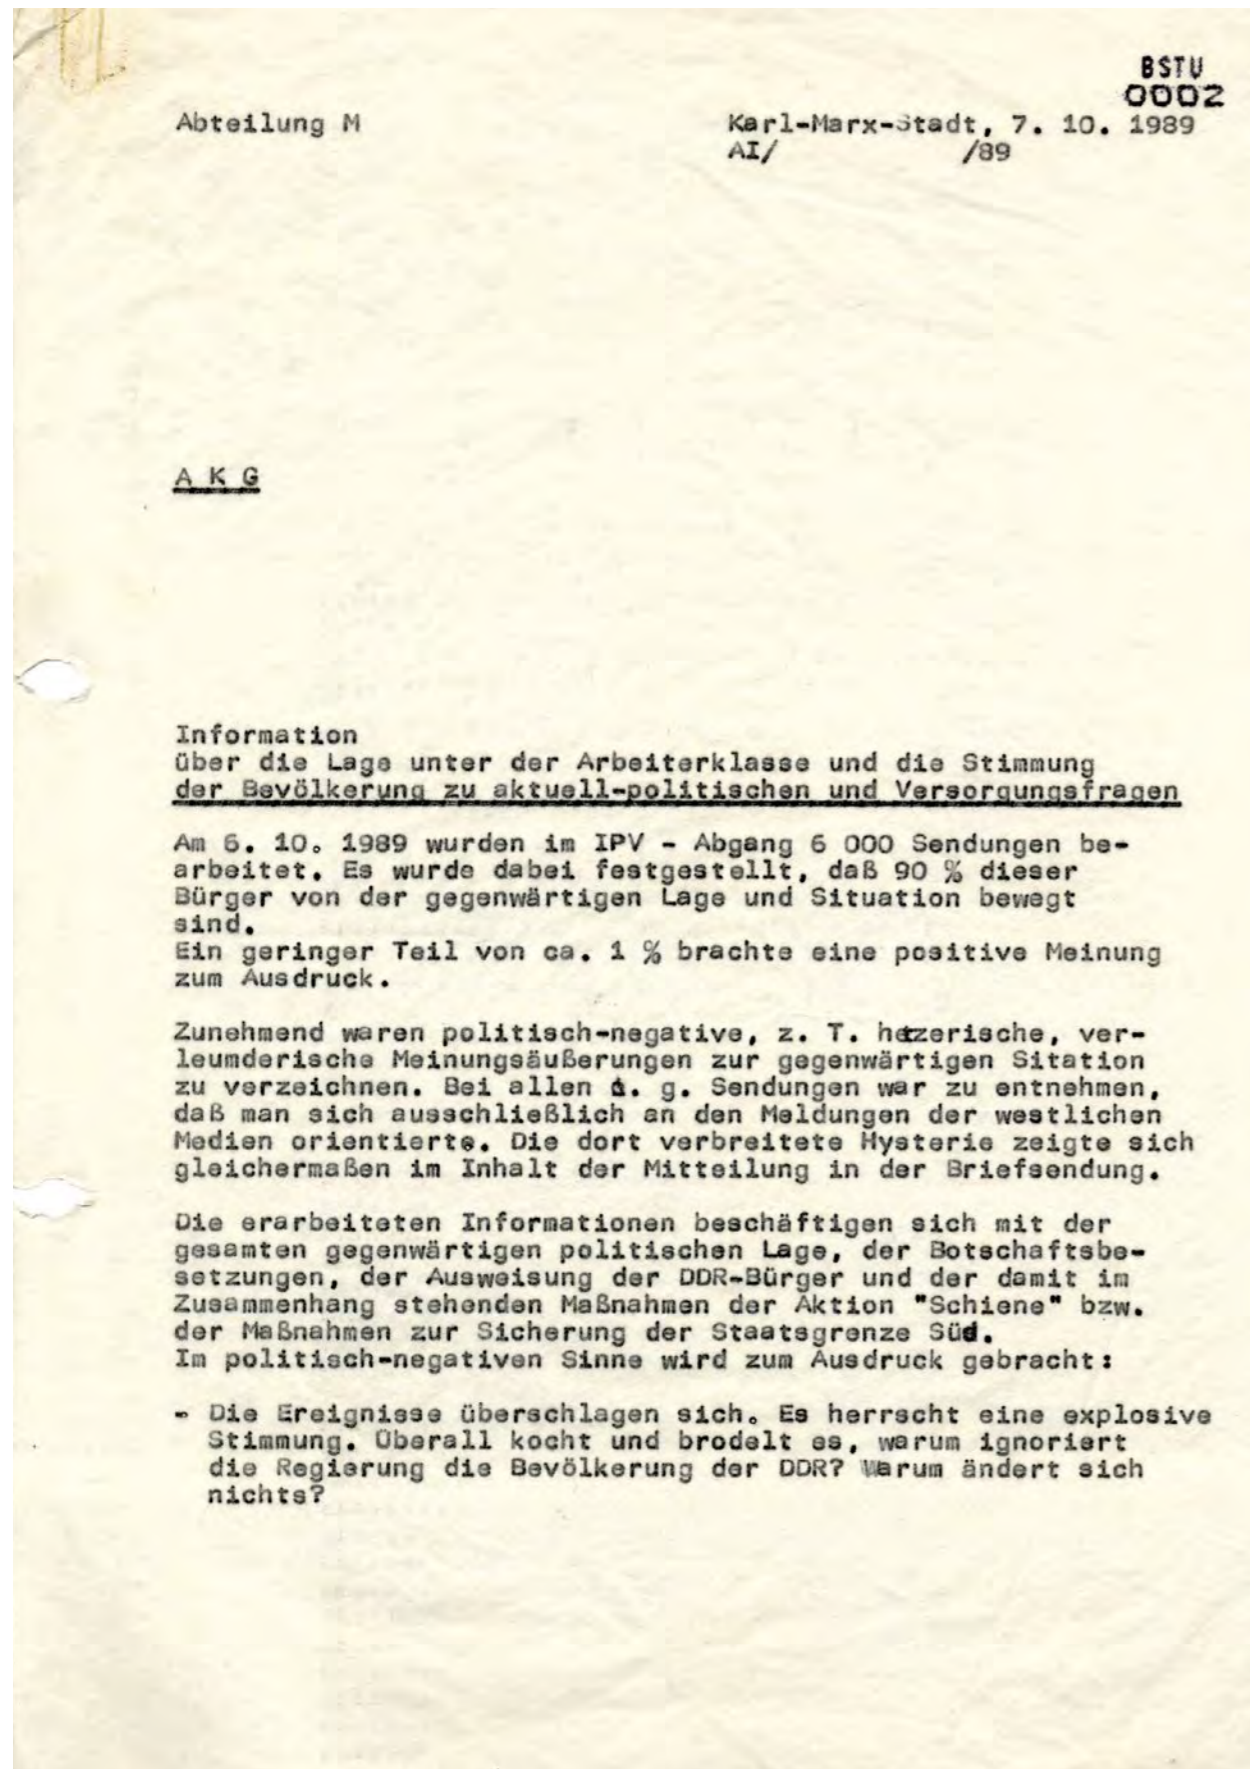 BSTU
0002
Abteilung M
Karl-Marx-Stadt, 7. 10. 1989
AI/ /89
A K G
Information
über die Lage unter der Arbeiterklasse und die Stimmung
der Bevölkerung zu aktuell-politischen und Versorgungsfragen
Am 6. 10. 1989 wurden im IPV - Abgang 6 000 Sendungen be-
arbeitet. Es wurde dabei festgestellt, daß 90 % dieser
Bürger von der gegenwärtigen Lage und Situation bewegt
sind.
Ein geringer Teil von ca. 1 % brachte eine positive Meinung
zum Ausdruck.
Zunehmend waren politisch-negative, z. T. hetzerische, ver-
leumderische Meinungsäußerungen zur gegenwärtigen Sitation
zu verzeichnen. Bei allen g. Sendungen war zu entnehmen,
daß man sich ausschließlich an den Meldungen der westlichen
Medien orientierte. Die dort verbreitete Hysterie zeigte sich
gleichermaßen im Inhalt der Mitteilung in der Briefsendung.
Die erarbeiteten Informationen beschäftigen sich mit der
gesamten gegenwärtigen politischen Lage, der Botschaftsbe-
setzungen, der Ausweisung der DDR-Bürger und der damit im
Zusammenhang stehenden Maßnahmen der Aktion "Schiene" bzw.
der Maßnahmen zur Sicherung der Staatsgrenze Süd.
Im politisch-negativen Sinne wird zum Ausdruck gebracht:
- Die Ereignisse überschlagen sich. Es herrscht eine explosive
Stimmung. Überall kocht und brodelt es, warum ignoriert
die Regierung die Bevölkerung der DDR? Warum ändert sich
nichts?